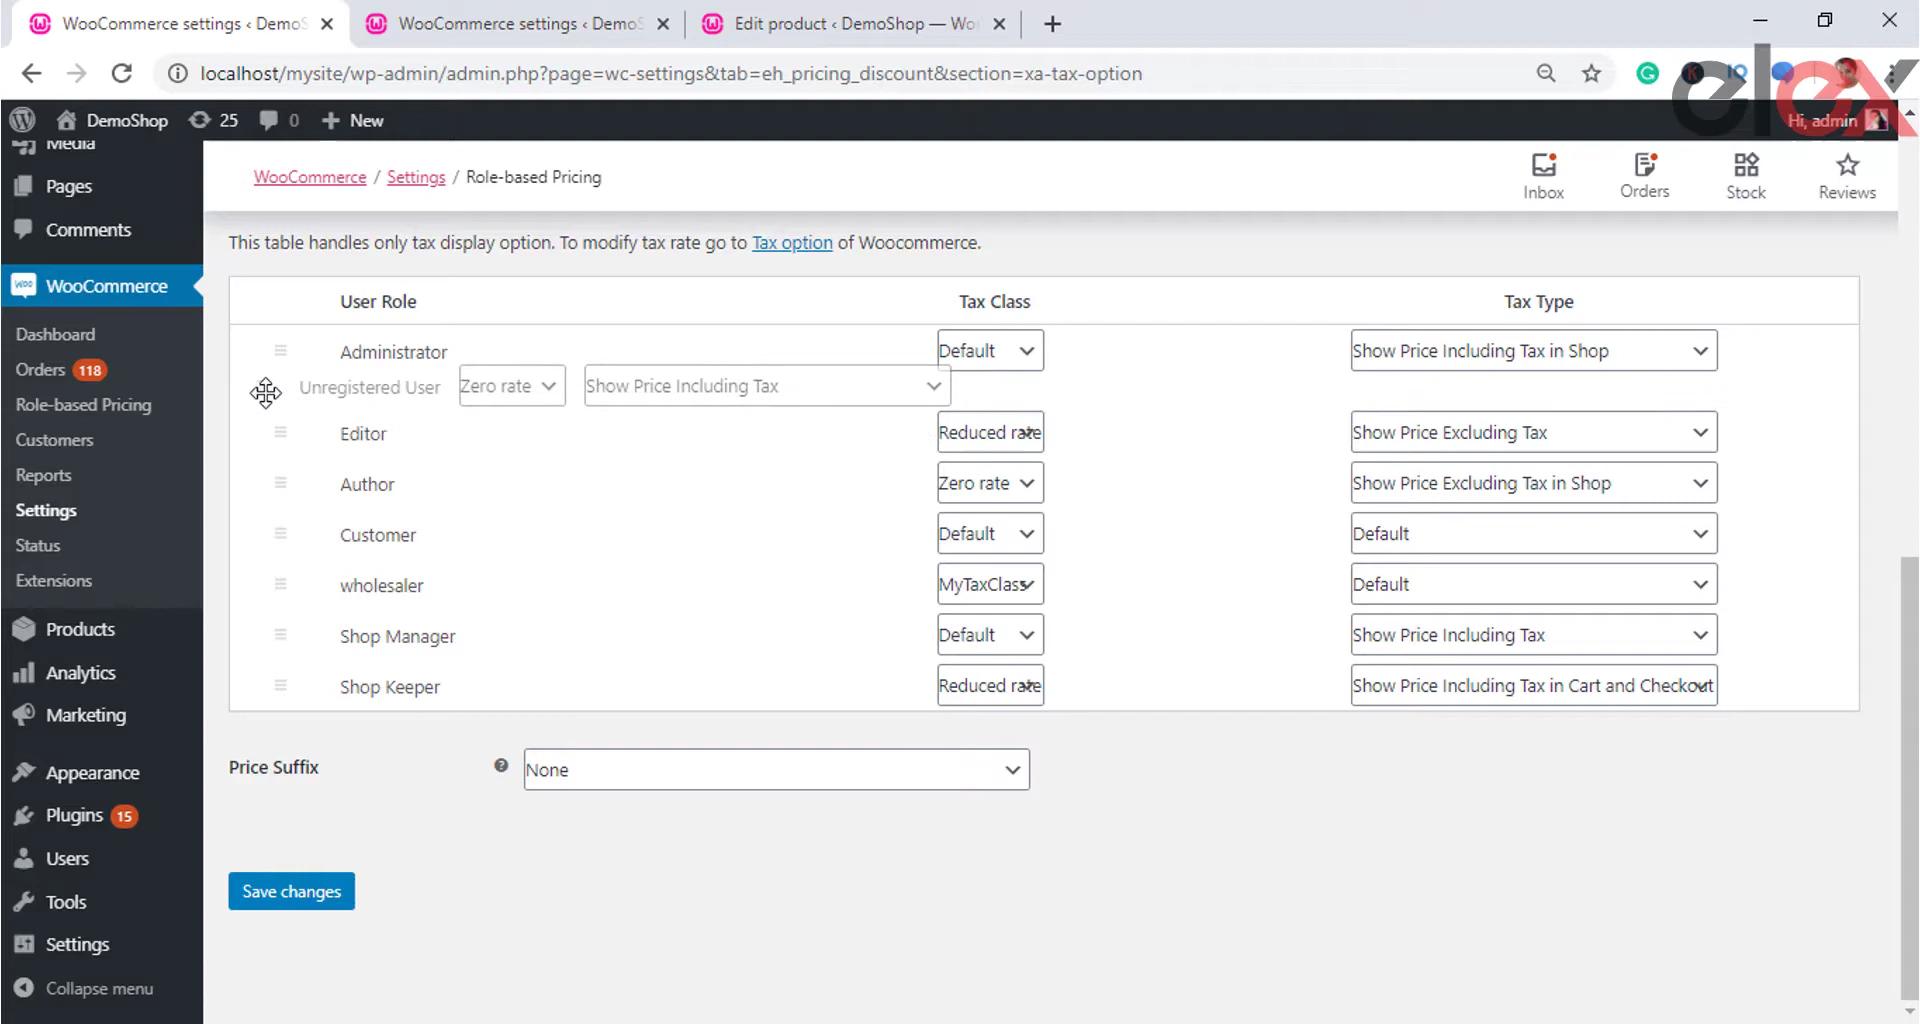 WooCommerce settings ‹ DemoS
WooCommerce settings ‹ DemoS
Edit product ‹ DemoShop — Wo
localhost/mysite/wp-admin/admin.php?page=wc-settings&tab=eh_pricing_discount&section=xa-tax-option
elex
DemoShop 25 0 + New Hi, admin
Media
Pages
Comments
WooCommerce
Dashboard
Orders 118
Role-based Pricing
Customers
Reports
Settings
Status
Extensions
Products
Analytics
Marketing
Appearance
Plugins 15
Users
Tools
Settings
Collapse menu
WooCommerce / Settings / Role-based Pricing
Inbox Orders Stock Reviews
This table handles only tax display option. To modify tax rate go to Tax option of Woocommerce.
User Role Tax Class Tax Type
Administrator Default Show Price Including Tax in Shop
Unregistered User Zero rate Show Price Including Tax
Editor Reduced rate Show Price Excluding Tax
Author Zero rate Show Price Excluding Tax in Shop
Customer Default Default
wholesaler MyTaxClass Default
Shop Manager Default Show Price Including Tax
Shop Keeper Reduced rate Show Price Including Tax in Cart and Checkout
Price Suffix None
Save changes